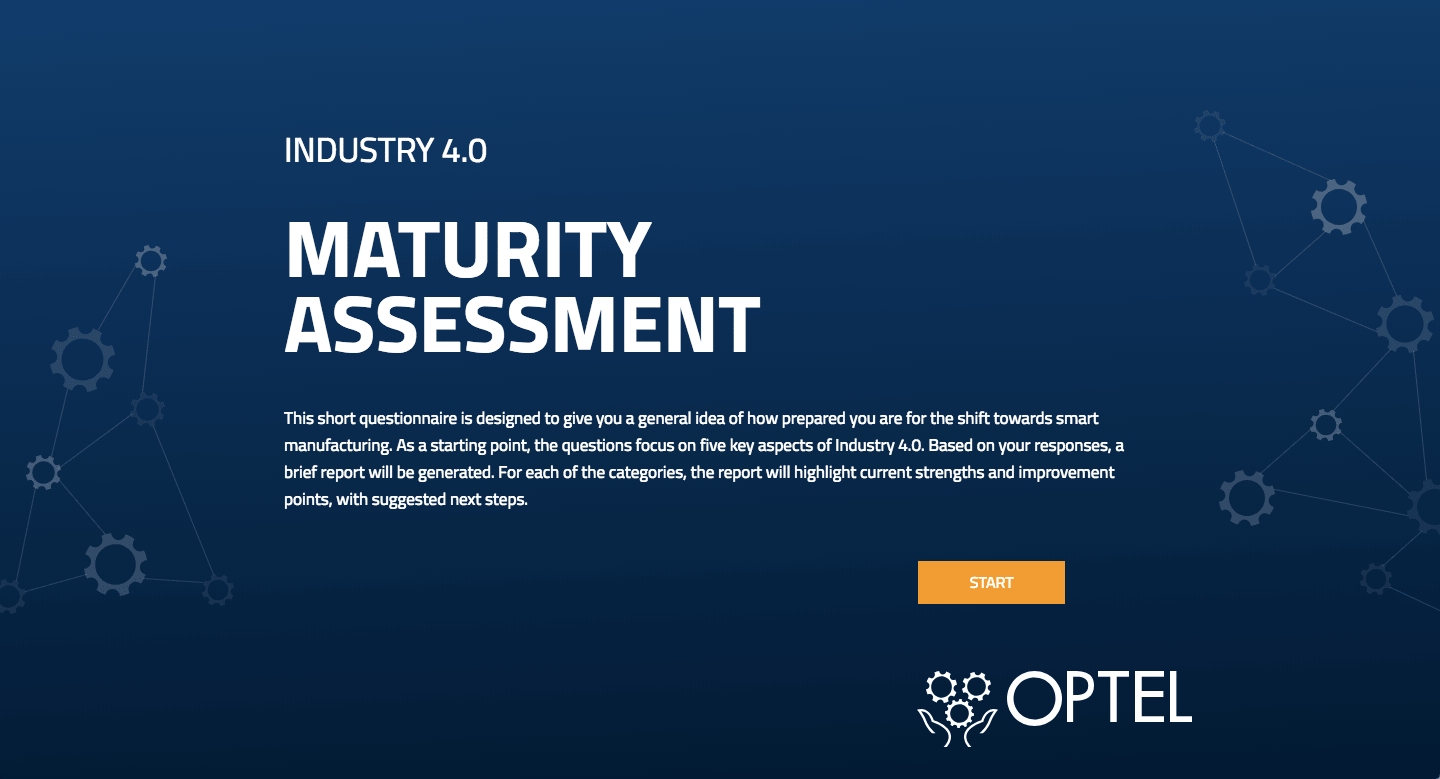 INDUSTRY 4.0
MATURITY
ASSESSMENT
This short questionnaire is designed to give you a general idea of how prepared you are for the shift towards smart
manufacturing. As a starting point, the questions focus on five key aspects of Industry 4.0. Based on your responses, a
brief report will be generated. For each of the categories, the report will highlight current strengths and improvement
points, with suggested next steps.
START
OPTEL